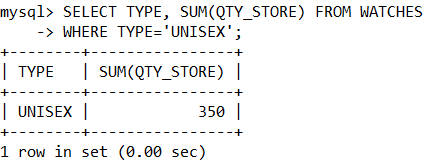 mysql> SELECT TYPE, SUM(QTY_STORE) FROM WATCHES
    -> WHERE TYPE='UNISEX';
+--------+----------------+
| TYPE   | SUM(QTY_STORE) |
+--------+----------------+
| UNISEX |            350 |
+--------+----------------+
1 row in set (0.00 sec)